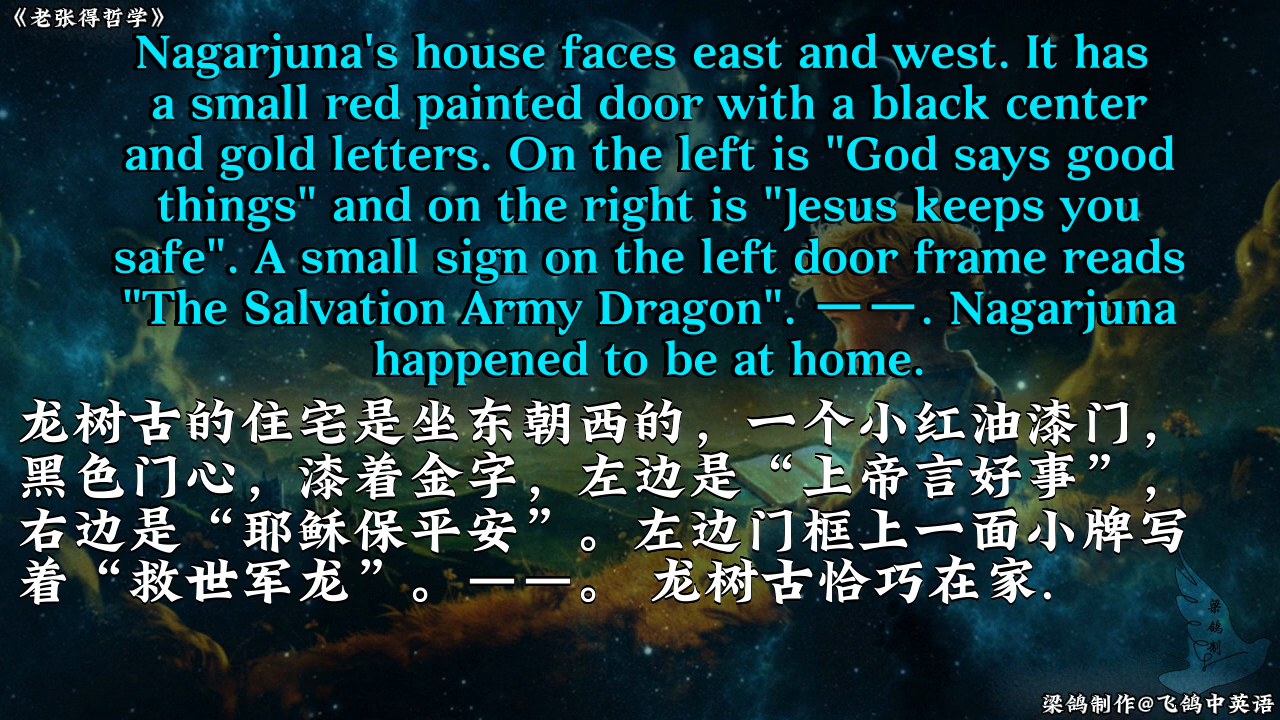 《老张得哲学》
Nagarjuna's house faces east and west. It has
a small red painted door with a black center
and gold letters. On the left is "God says good
things" and on the right is "Jesus keeps you
safe". A small sign on the left door frame reads
"The Salvation Army Dragon". ——. Nagarjuna
happened to be at home.
龙树古的住宅是坐东朝西的，一个小红油漆门，
黑色门心，漆着金字，左边是“上帝言好事”，
右边是“耶稣保平安”。左边门框上一面小牌写
着“救世军龙”。——。 龙树古恰巧在家.
梁鸽制
梁鸽制作@飞鸽中英语